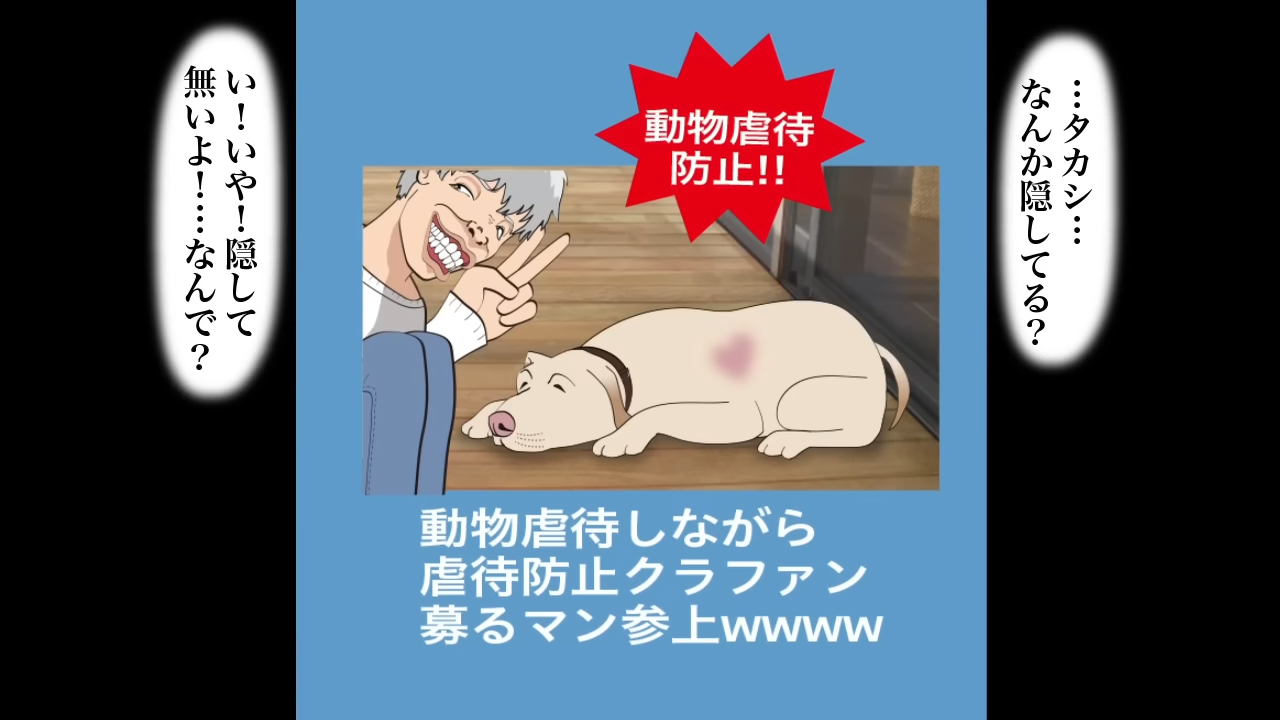 …タカシ…
なんか隠してる?
動物虐待
防止!!
動物虐待しながら
虐待防止クラファン
募るマン参上wwww
い!いや!隠して
無いよ!……なんで?